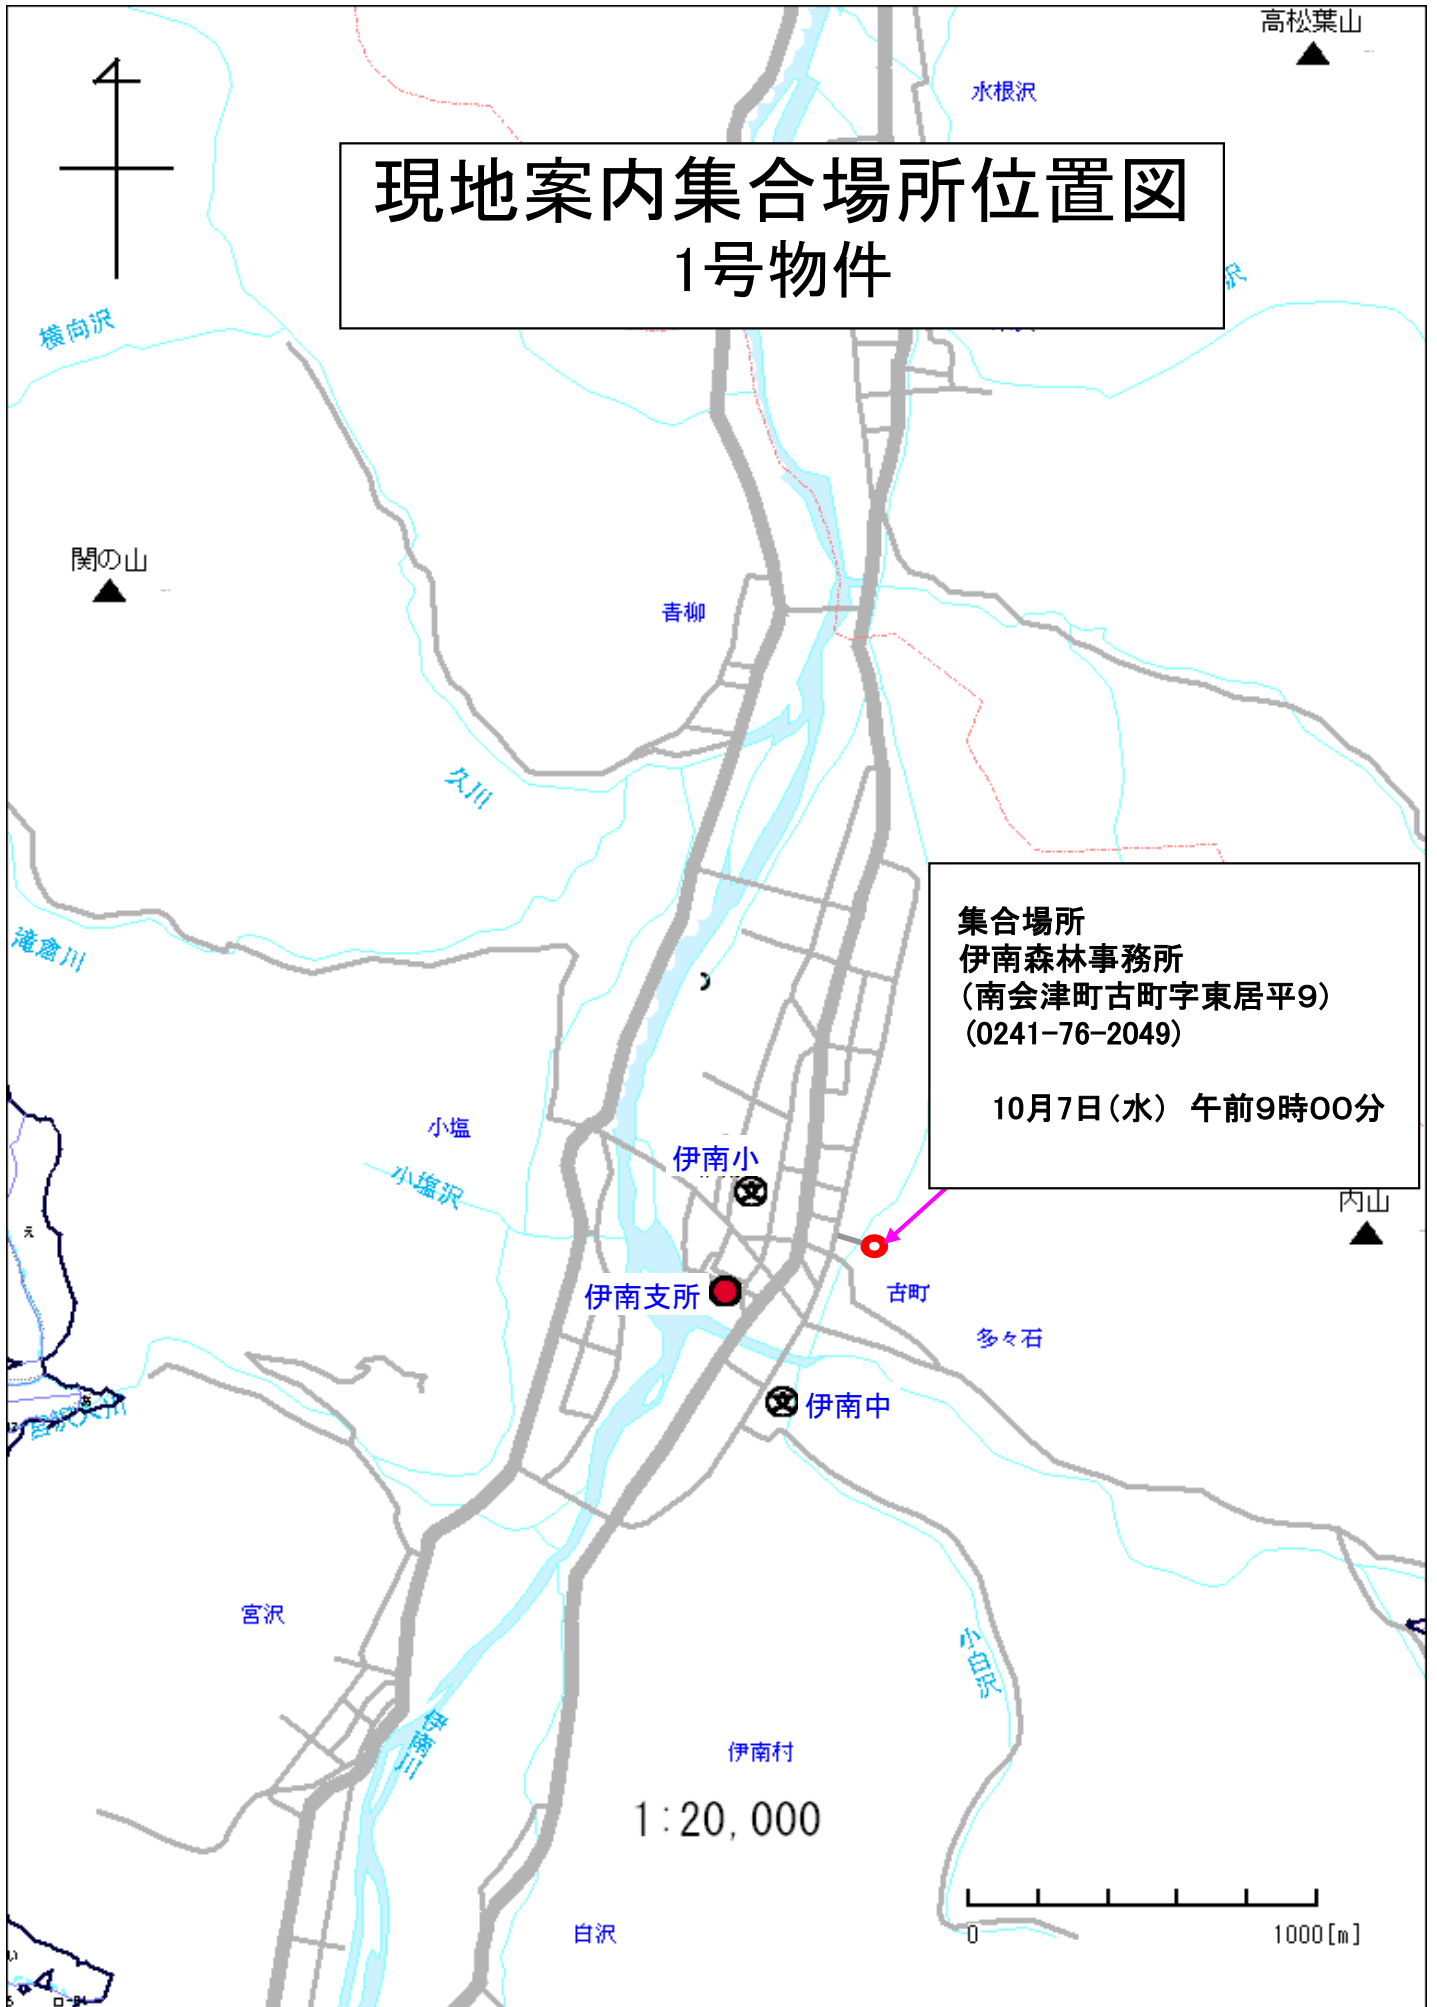 高松葉山
水根沢
現地案内集合場所位置図
1号物件
沢
横向沢
関の山
青柳
久川
滝倉川
集合場所
伊南森林事務所
(南会津町古町字東居平9)
(0241-76-2049)
10月7日(水) 午前9時00分
小塩
伊南小
小塩沢
内山
え
伊南支所
古町
多々石
伊南中
宮沢
小白沢
伊南川
伊南村
1:20,000
白沢
0
1000[m]
い